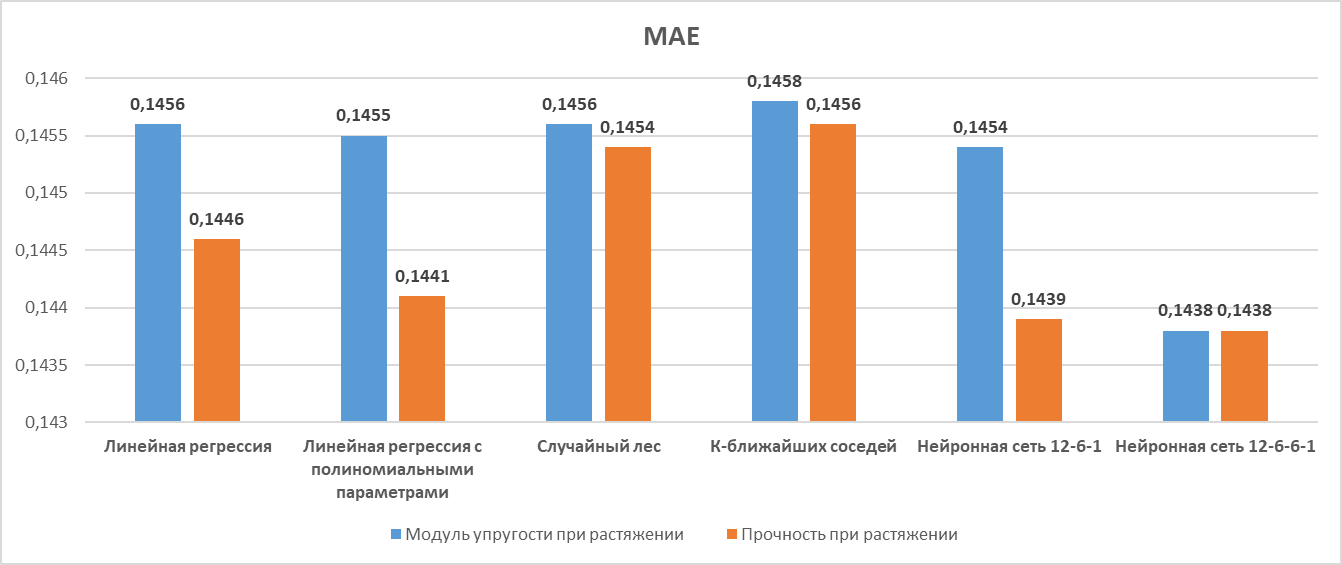 MAE
0,146
0,1455
0,145
0,1445
0,144
0,1435
0,143
0,1456
0,1446
0,1455
0,1441
0,1456
0,1454
0,1458
0,1456
0,1454
0,1439
0,1438
0,1438
Линейная регрессия
Линейная регрессия с
полиномиальными
параметрами
Случайный лес
К-ближайших соседей
Нейронная сеть 12-6-1
Нейронная сеть 12-6-6-1
Модуль упругости при растяжении
Прочность при растяжении